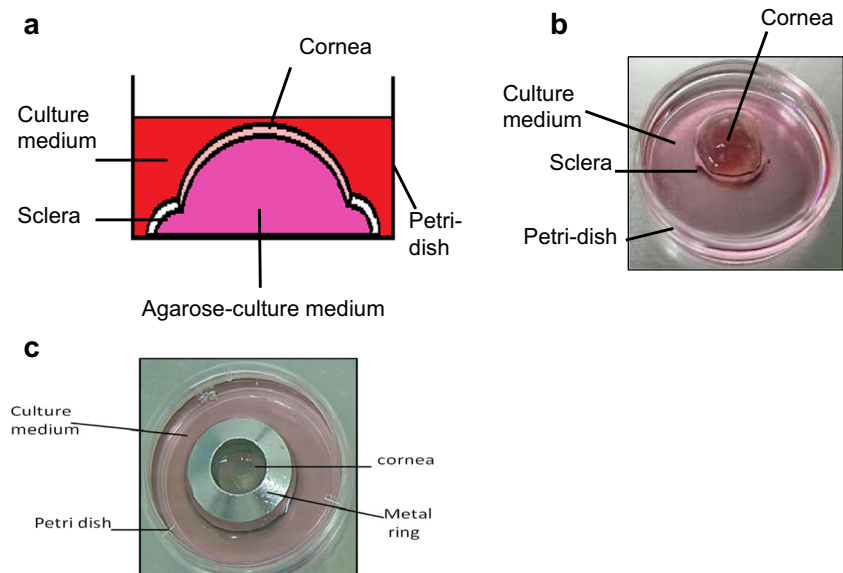 a
Cornea
Culture
medium
Sclera
Petri-
dish
Agarose-culture medium
b
Cornea
Culture
medium
Sclera
Petri-dish
c
Culture
medium
cornea
Petri dish
Metal
ring